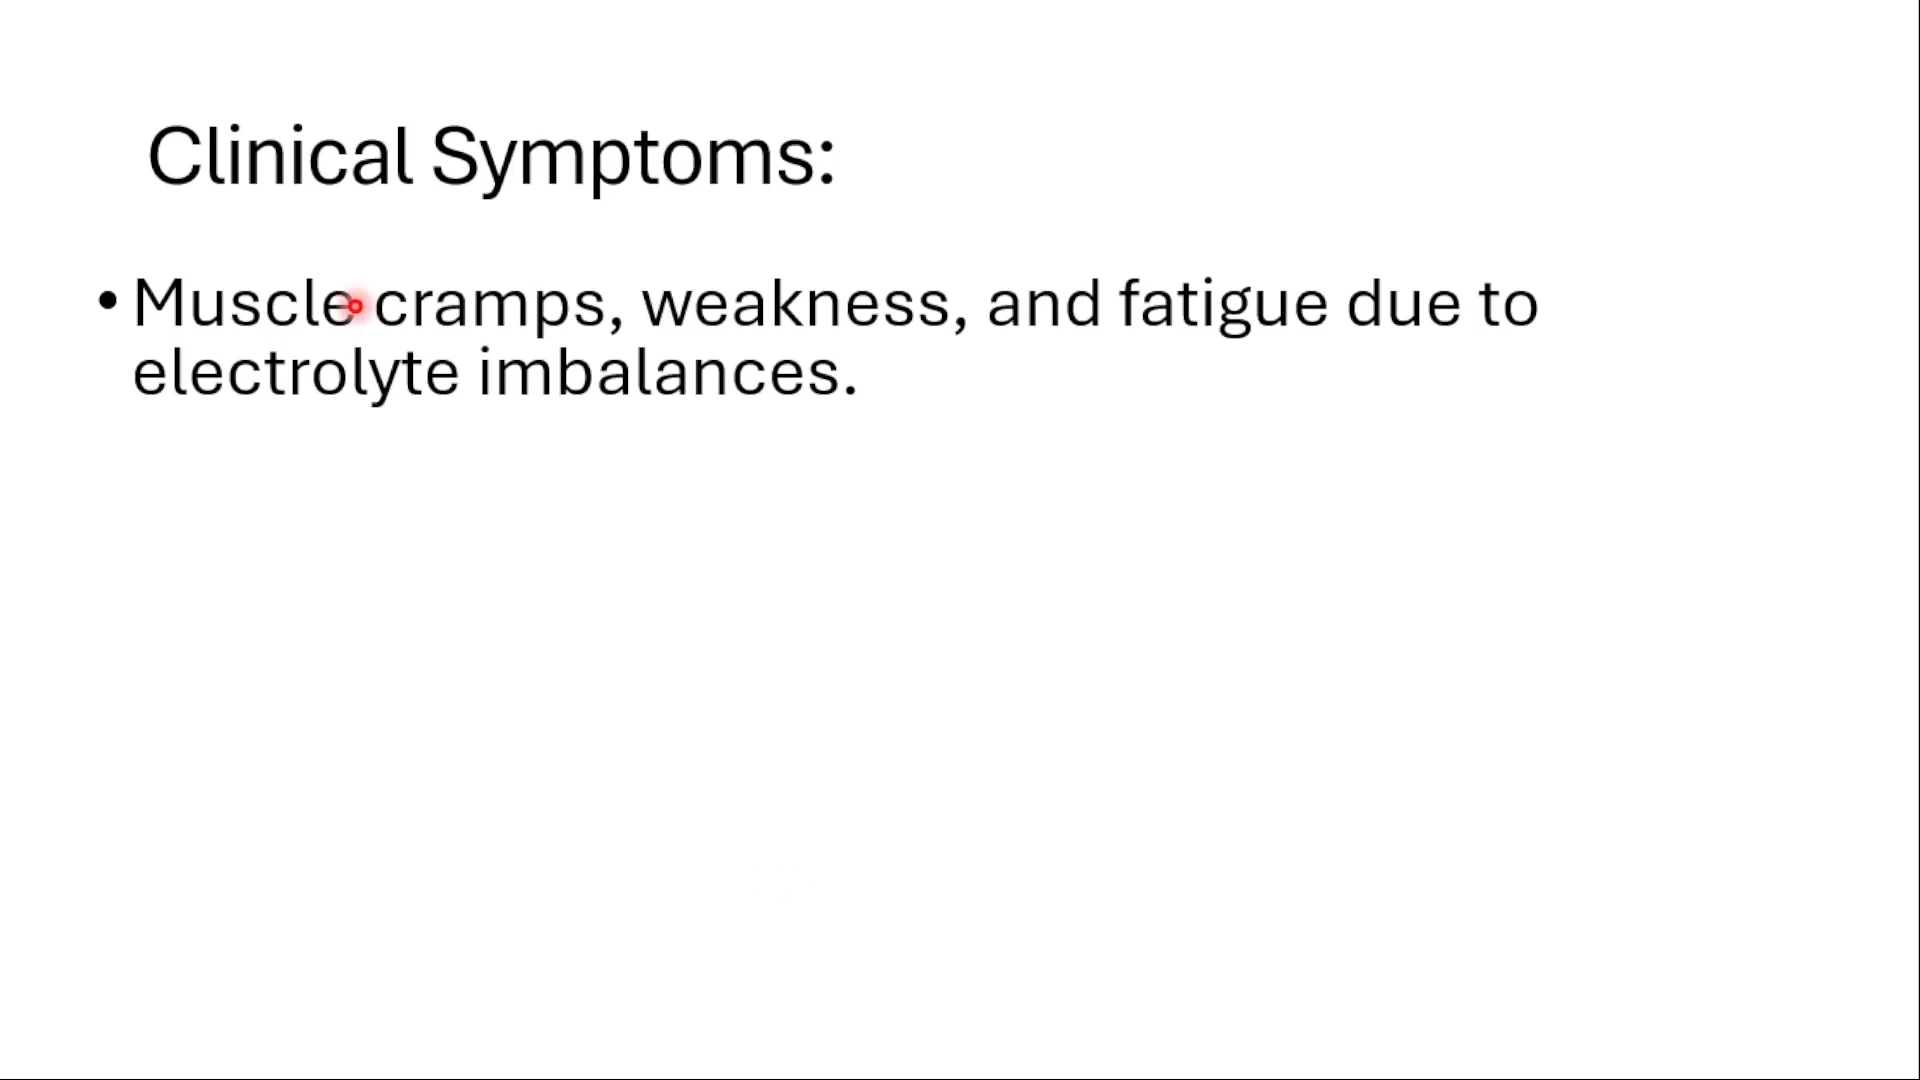 Clinical Symptoms:
• Muscle cramps, weakness, and fatigue due to
electrolyte imbalances.